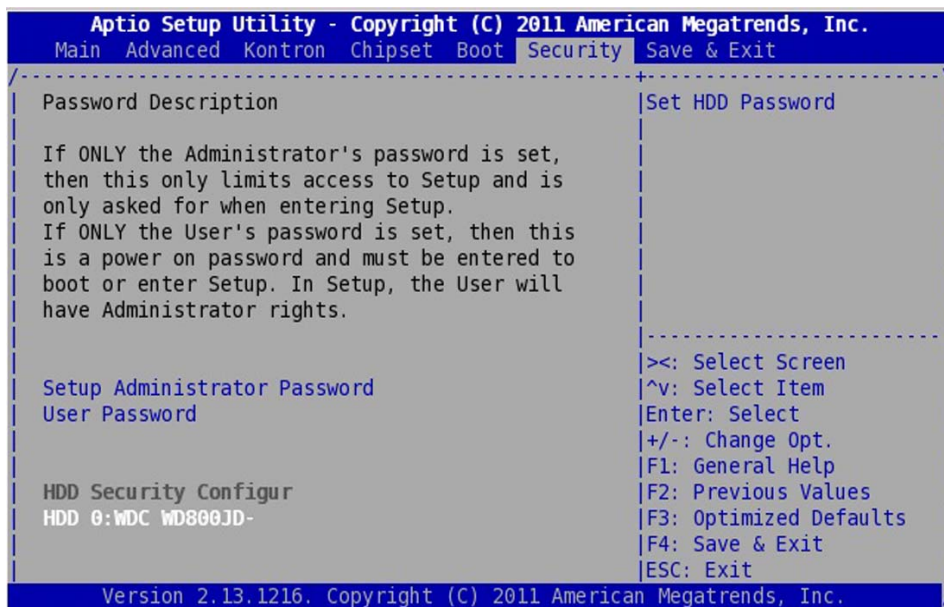 Aptio Setup Utility - Copyright (C) 2011 American Megatrends, Inc.
Main Advanced Kontron Chipset Boot Security Save & Exit
Password Description
If ONLY the Administrator's password is set,
then this only limits access to Setup and is
only asked for when entering Setup.
If ONLY the User's password is set, then this
is a power on password and must be entered to
boot or enter Setup. In Setup, the User will
have Administrator rights.
Setup Administrator Password
User Password
HDD Security Configur
HDD 0:WDC WD800JD-
Set HDD Password
><: Select Screen
^v: Select Item
Enter: Select
+/-: Change Opt.
F1: General Help
F2: Previous Values
F3: Optimized Defaults
F4: Save & Exit
ESC: Exit
Version 2.13.1216. Copyright (C) 2011 American Megatrends, Inc.